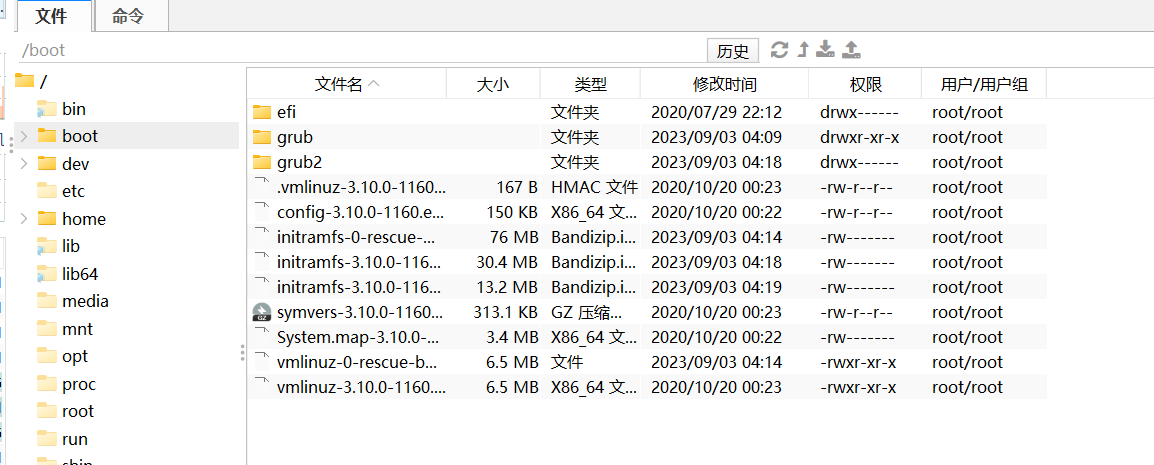 文件 命令
/boot 历史
/
bin
boot
dev
etc
home
lib
lib64
media
mnt
opt
proc
root
run
文件名 大小 类型 修改时间 权限 用户/用户组
efi 文件夹 2020/07/29 22:12 drwx------ root/root
grub 文件夹 2023/09/03 04:09 drwxr-xr-x root/root
grub2 文件夹 2023/09/03 04:18 drwx------ root/root
.vmlinuz-3.10.0-1160... 167 B HMAC 文件 2020/10/20 00:23 -rw-r--r-- root/root
config-3.10.0-1160.e... 150 KB X86_64 文... 2020/10/20 00:22 -rw-r--r-- root/root
initramfs-0-rescue-... 76 MB Bandizip.i... 2023/09/03 04:14 -rw------- root/root
initramfs-3.10.0-116... 30.4 MB Bandizip.i... 2023/09/03 04:18 -rw------- root/root
initramfs-3.10.0-116... 13.2 MB Bandizip.i... 2023/09/03 04:19 -rw------- root/root
symvers-3.10.0-1160... 313.1 KB GZ 压缩... 2020/10/20 00:23 -rw-r--r-- root/root
System.map-3.10.0-... 3.4 MB X86_64 文... 2020/10/20 00:22 -rw------- root/root
vmlinuz-0-rescue-b... 6.5 MB 文件 2023/09/03 04:14 -rwxr-xr-x root/root
vmlinuz-3.10.0-1160.... 6.5 MB X86_64 文... 2020/10/20 00:23 -rwxr-xr-x root/root